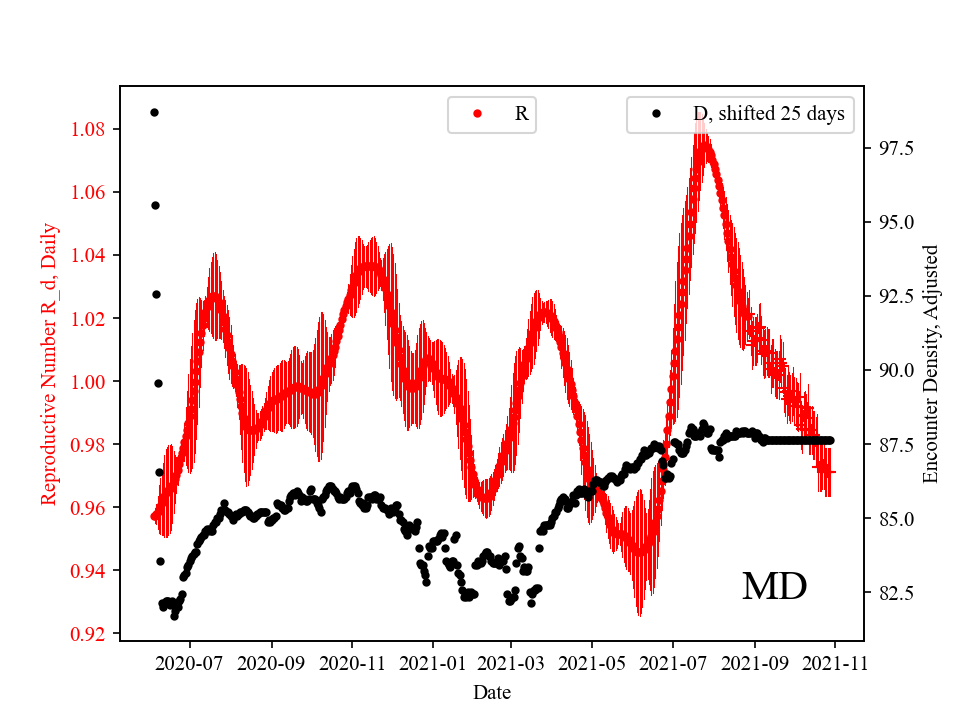 R
D, shifted 25 days
1.08
1.06
1.04
1.02
1.00
0.98
0.96
0.94
0.92
Reproductive Number R_d, Daily
97.5
95.0
92.5
90.0
87.5
85.0
82.5
Encounter Density, Adjusted
MD
2020-07 2020-09 2020-11 2021-01 2021-03 2021-05 2021-07 2021-09 2021-11
Date